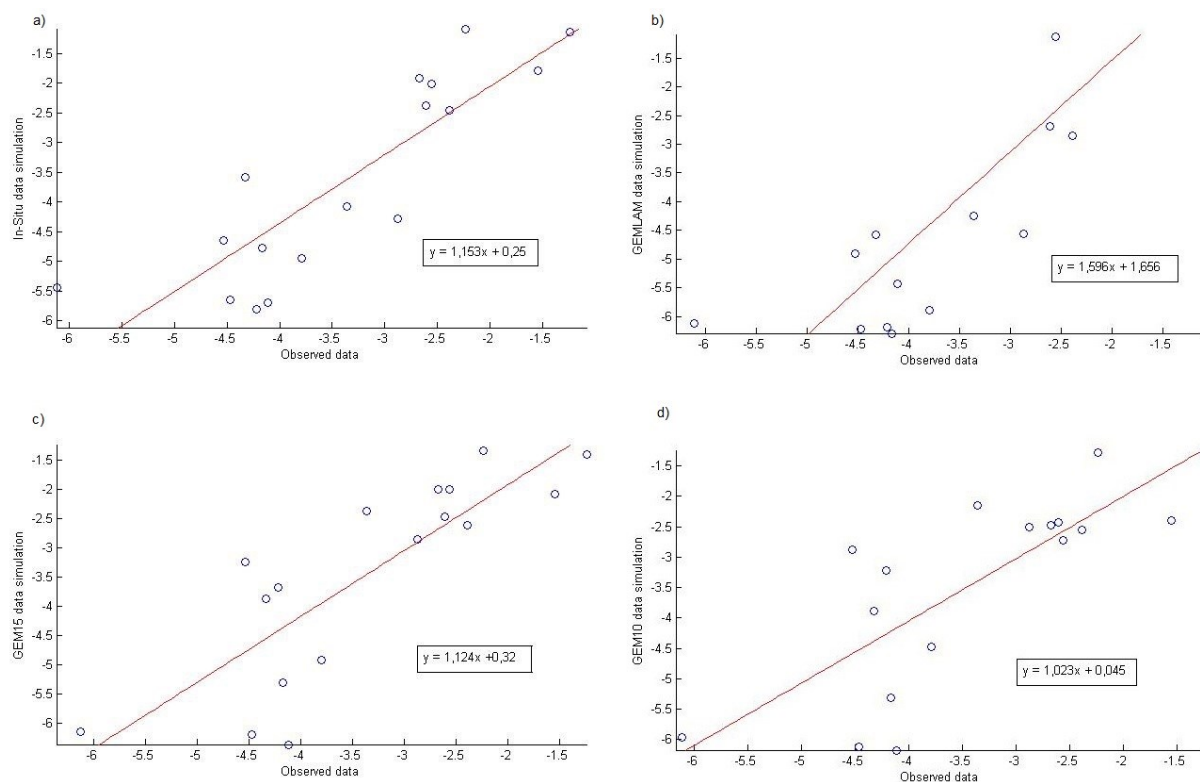 a)
-1.5
-2
-2.5
-3
-3.5
-4
-4.5
-5
-5.5
-6
In-Situ data simulation
y = 1,153x + 0,25
-6 -5.5 -5 -4.5 -4 -3.5 -3 -2.5 -2 -1.5
Observed data
b)
-1.5
-2
-2.5
-3
-3.5
-4
-4.5
-5
-5.5
-6
GEMLAM data simulation
y = 1,596x + 1,656
-6 -5.5 -5 -4.5 -4 -3.5 -3 -2.5 -2 -1.5
Observed data
c)
-1.5
-2
-2.5
-3
-3.5
-4
-4.5
-5
-5.5
-6
GEM15 data simulation
y = 1,124x +0,32
-6 -5.5 -5 -4.5 -4 -3.5 -3 -2.5 -2 -1.5
Observed data
d)
-1.5
-2
-2.5
-3
-3.5
-4
-4.5
-5
-5.5
-6
GEM10 data simulation
y = 1,023x + 0,045
-6 -5.5 -5 -4.5 -4 -3.5 -3 -2.5 -2 -1.5
Observed data